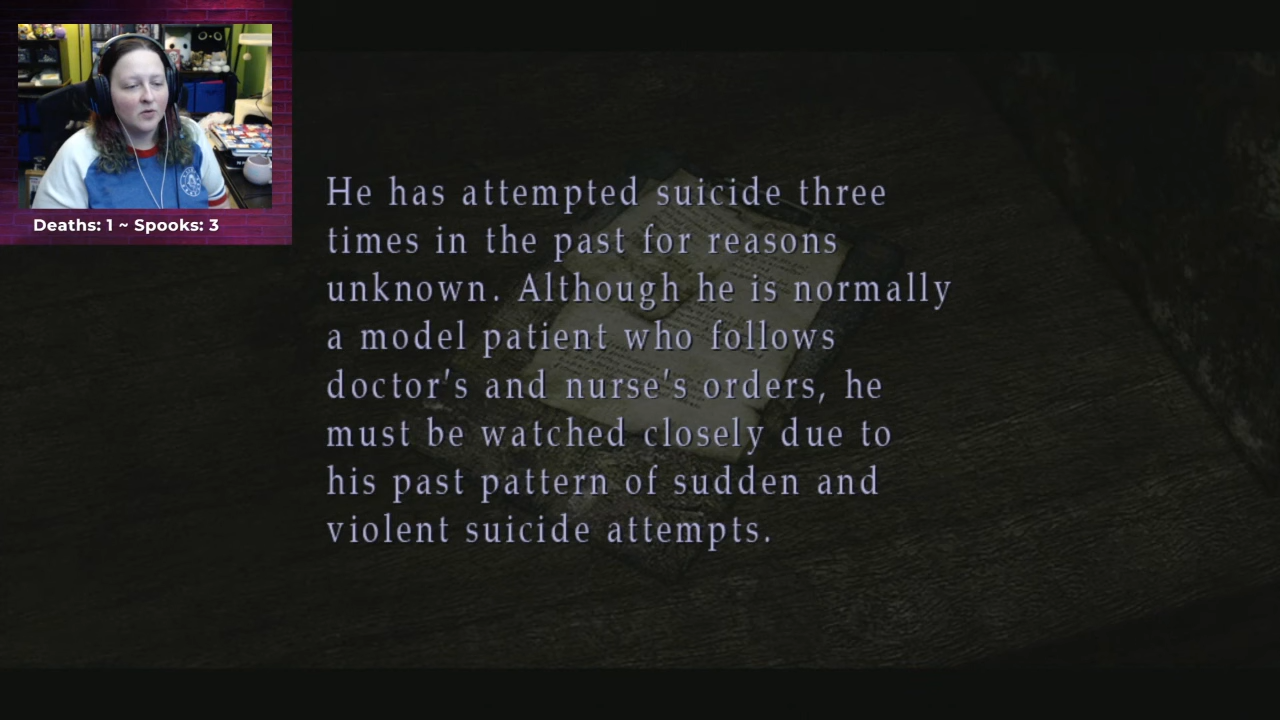 Deaths: 1 ~ Spooks: 3
He has attempted suicide three
times in the past for reasons
unknown. Although he is normally
a model patient who follows
doctor's and nurse's orders, he
must be watched closely due to
his past pattern of sudden and
violent suicide attempts.